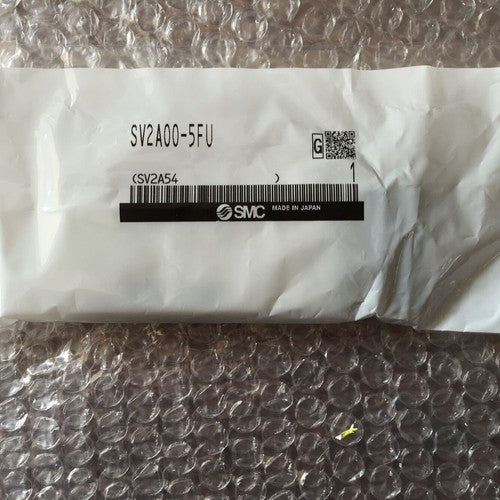 SV2A00-5FU
G
(SV2A54 ) 1
SMC MADE IN JAPAN